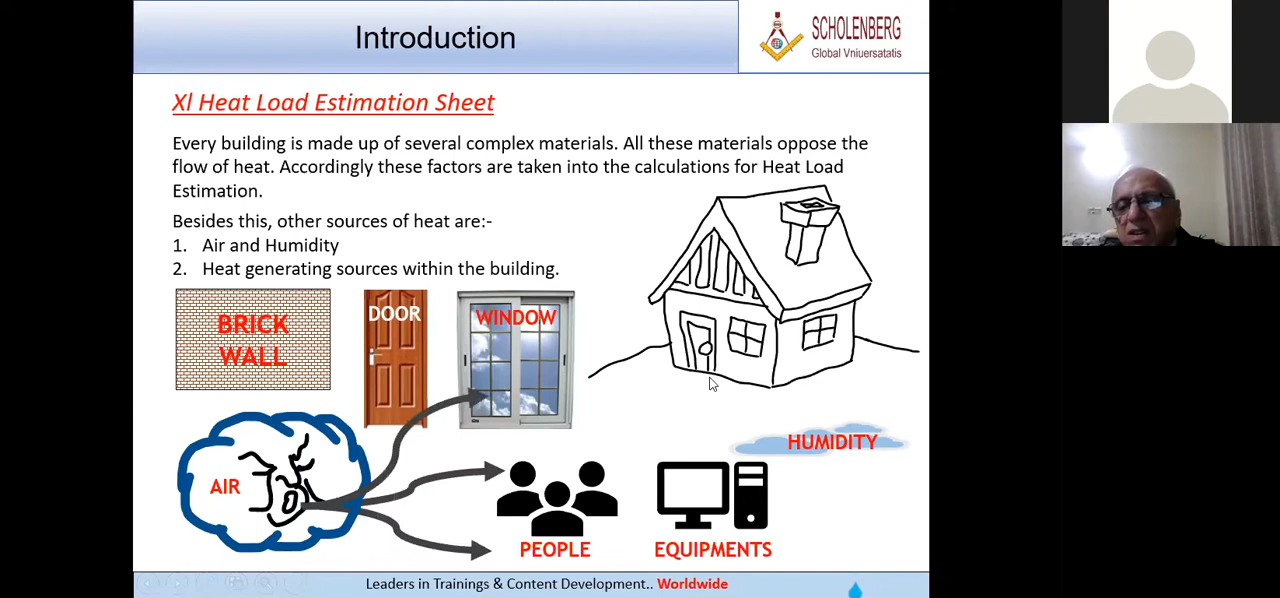 Introduction
SCHOLENBERG
Global Vniuersatatis
Xl Heat Load Estimation Sheet
Every building is made up of several complex materials. All these materials oppose the
flow of heat. Accordingly these factors are taken into the calculations for Heat Load
Estimation.
Besides this, other sources of heat are:-
1. Air and Humidity
2. Heat generating sources within the building.
BRICK
WALL
DOOR
WINDOW
HUMIDITY
AIR
PEOPLE
EQUIPMENTS
Leaders in Trainings & Content Development.. Worldwide